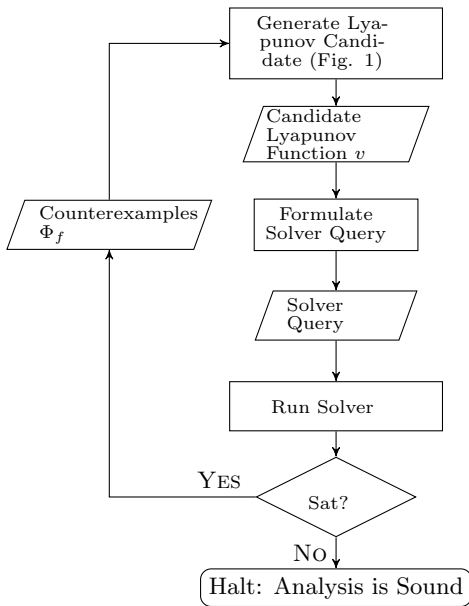 Generate Lya-
punov Candi-
date (Fig. 1)
Candidate
Lyapunov
Function v
Counterexamples
Φ_f
Formulate
Solver Query
Solver
Query
Run Solver
YES
Sat?
NO
Halt: Analysis is Sound